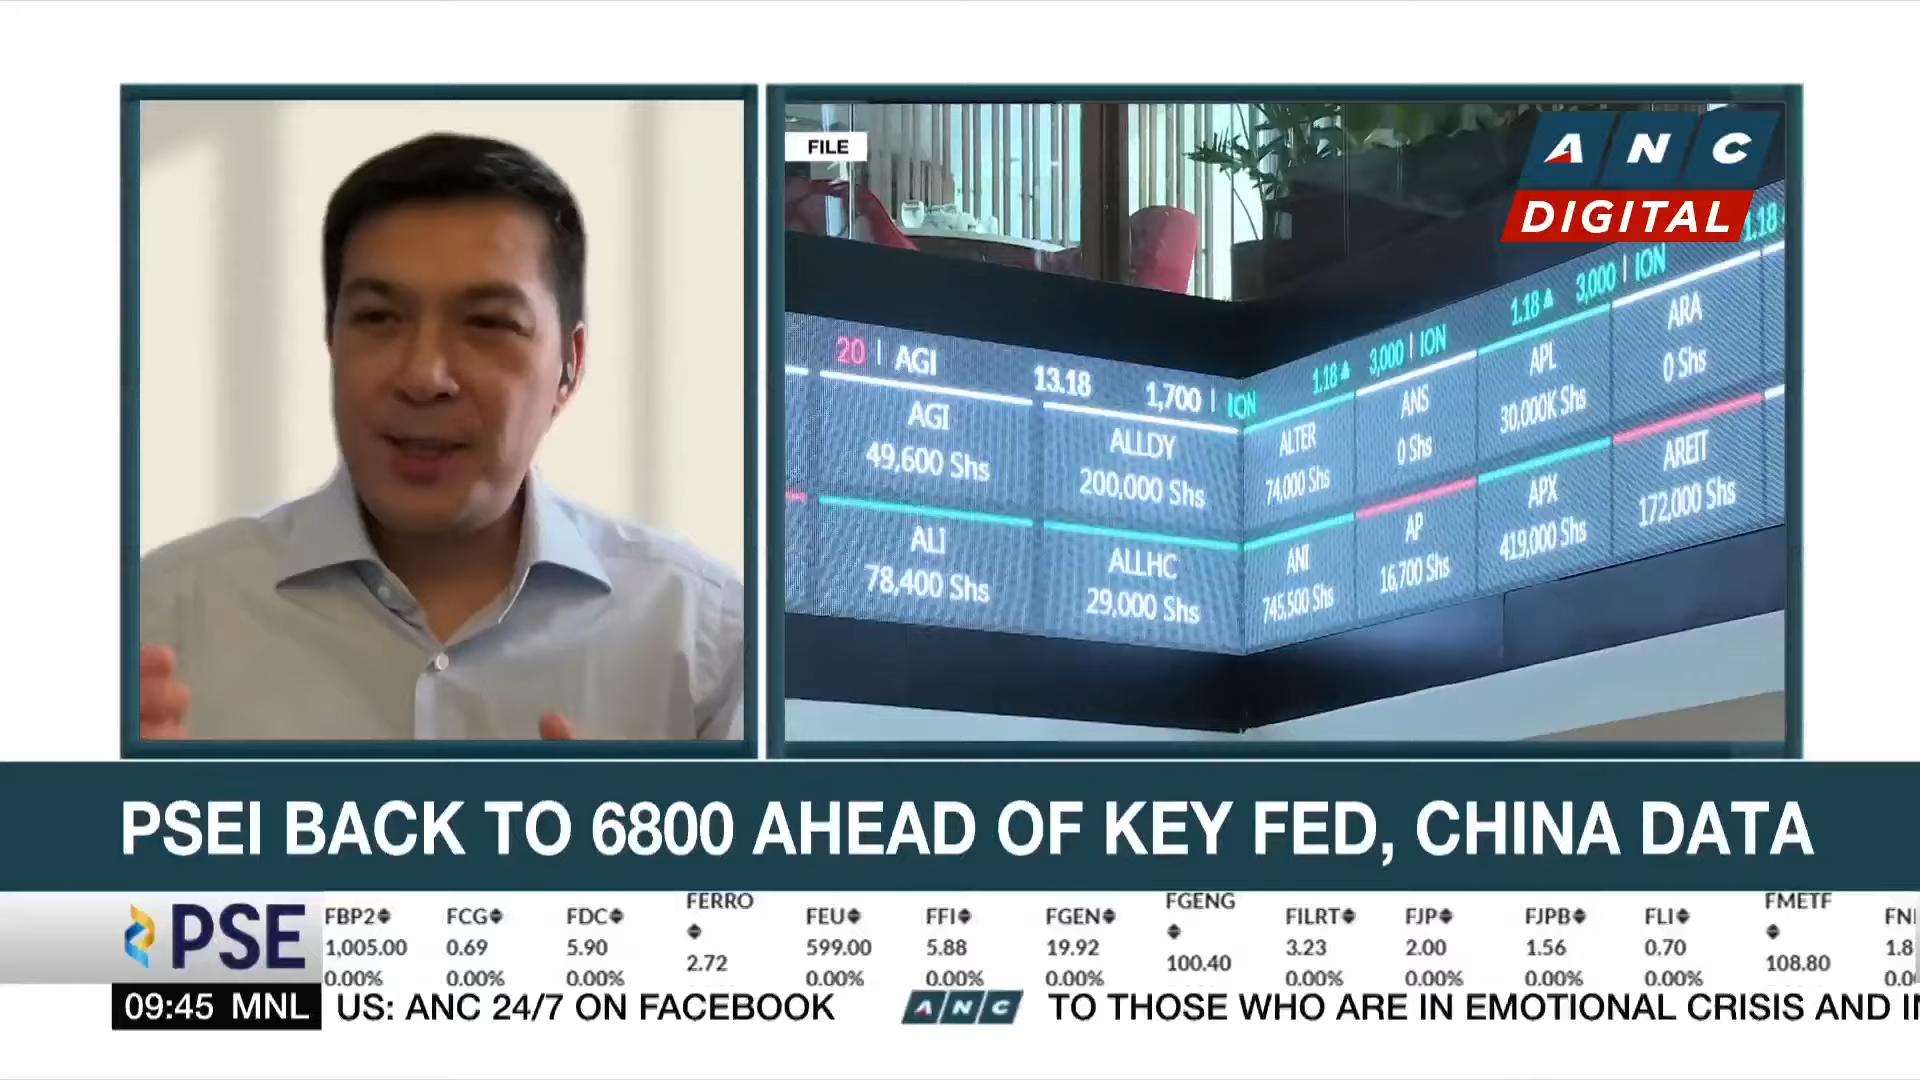 FILE
ANC
DIGITAL
20 | AGI 13.18 1,700 | ION 1.18▲ 3,000 | ION 1.18▲ 3,000 | ION 1.18
AGI
49,600 Shs
ALLDY
200,000 Shs
ALTER
74,000 Shs
ANS
0 Shs
APL
30,000K Shs
ARA
0 Shs
ALI
78,400 Shs
ALLHC
29,000 Shs
ANI
745,500 Shs
AP
16,700 Shs
APX
419,000 Shs
AREIT
172,000 Shs
PSEI BACK TO 6800 AHEAD OF KEY FED, CHINA DATA
PSE
FBP2
1,005.00
0.00%
FCG
0.69
0.00%
FDC
5.90
0.00%
FERRO
2.72
FEU
599.00
0.00%
FFI
5.88
0.00%
FGEN
19.92
0.00%
FGENG
100.40
FILRT
3.23
0.00%
FJP
2.00
0.00%
FJPB
1.56
0.00%
FLI
0.70
0.00%
FMETF
108.80
09:45 MNL
US: ANC 24/7 ON FACEBOOK ANC TO THOSE WHO ARE IN EMOTIONAL CRISIS AND